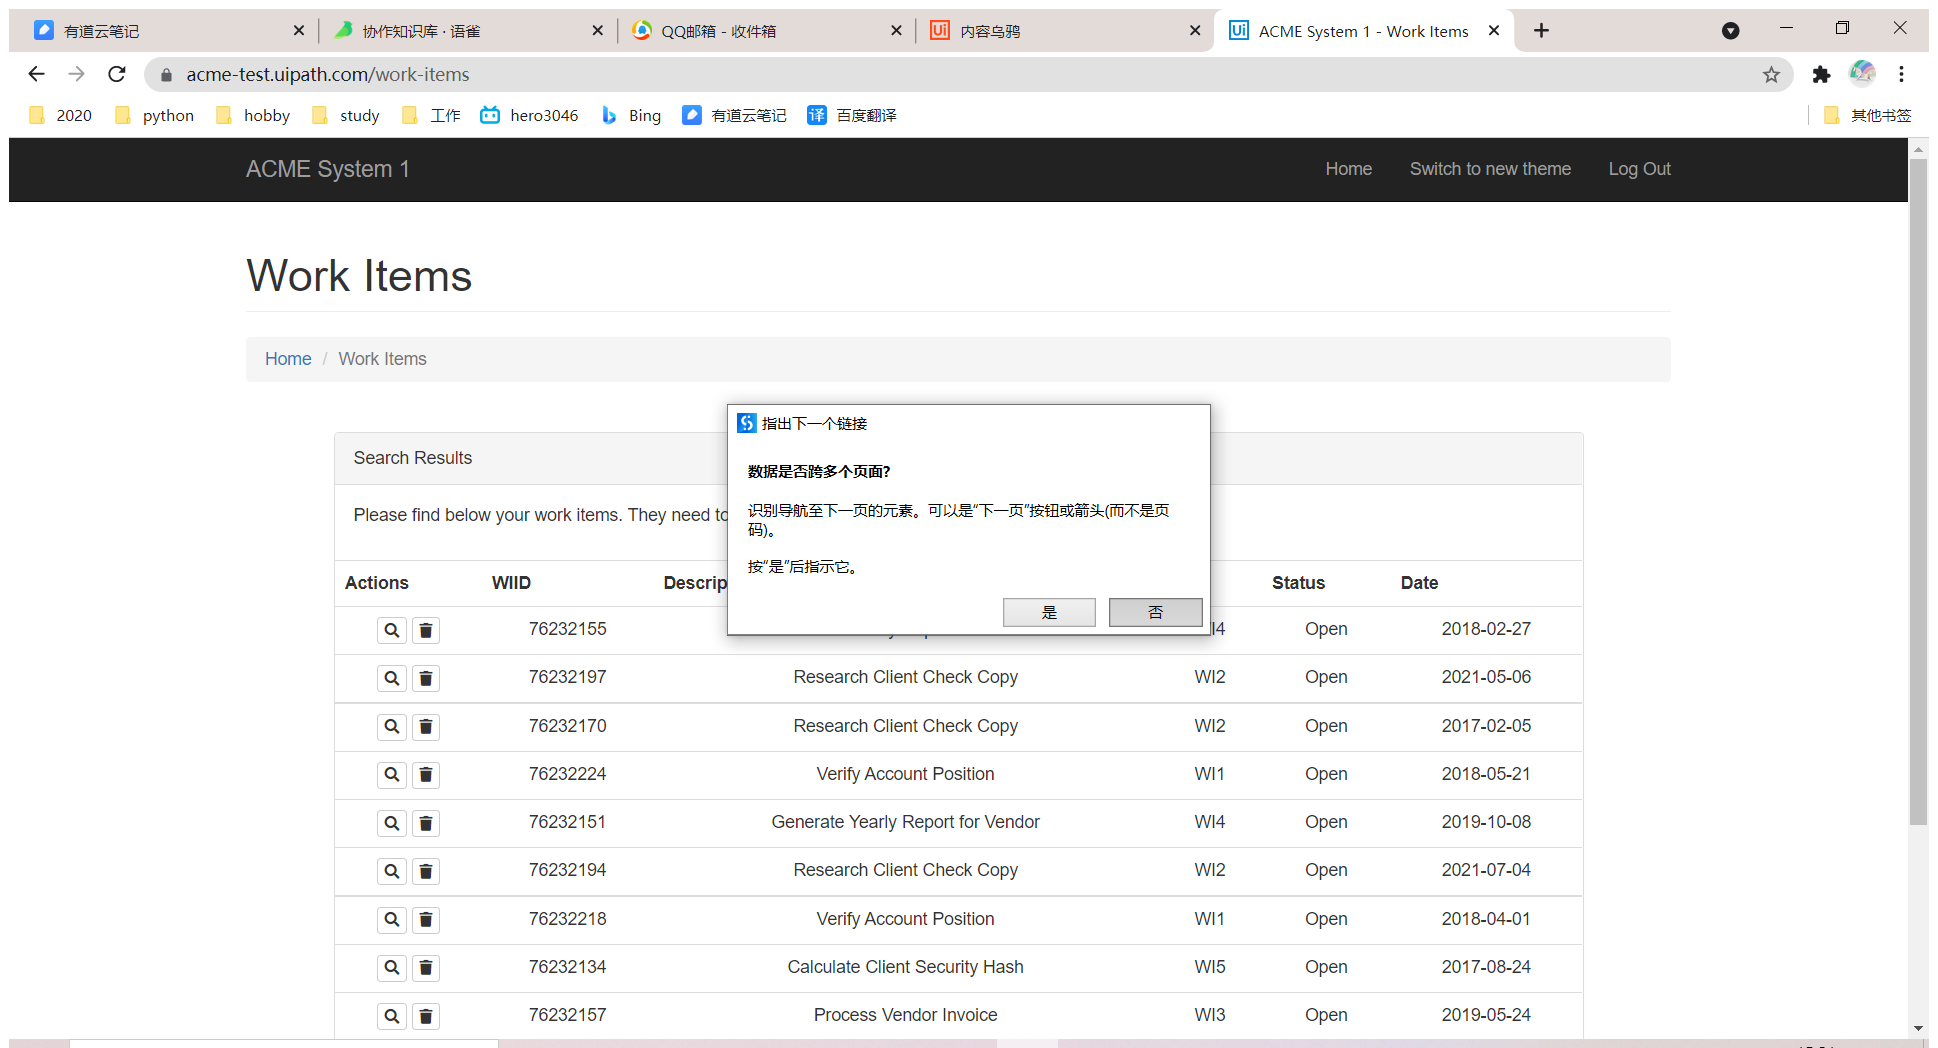 有道云笔记
协作知识库 · 语雀
QQ邮箱 - 收件箱
内容乌鸦
ACME System 1 - Work Items
acme-test.uipath.com/work-items
2020 python hobby study 工作 hero3046 Bing 有道云笔记 百度翻译 其他书签
ACME System 1 Home Switch to new theme Log Out
Work Items
Home / Work Items
指出下一个链接
数据是否跨多个页面?
识别导航至下一页的元素。可以是“下一页”按钮或箭头(而不是页
码)。
按“是”后指示它。
是 否
Search Results
Please find below your work items. They need to
Actions WIID Descrip Status Date
76232155 I4 Open 2018-02-27
76232197 Research Client Check Copy WI2 Open 2021-05-06
76232170 Research Client Check Copy WI2 Open 2017-02-05
76232224 Verify Account Position WI1 Open 2018-05-21
76232151 Generate Yearly Report for Vendor WI4 Open 2019-10-08
76232194 Research Client Check Copy WI2 Open 2021-07-04
76232218 Verify Account Position WI1 Open 2018-04-01
76232134 Calculate Client Security Hash WI5 Open 2017-08-24
76232157 Process Vendor Invoice WI3 Open 2019-05-24